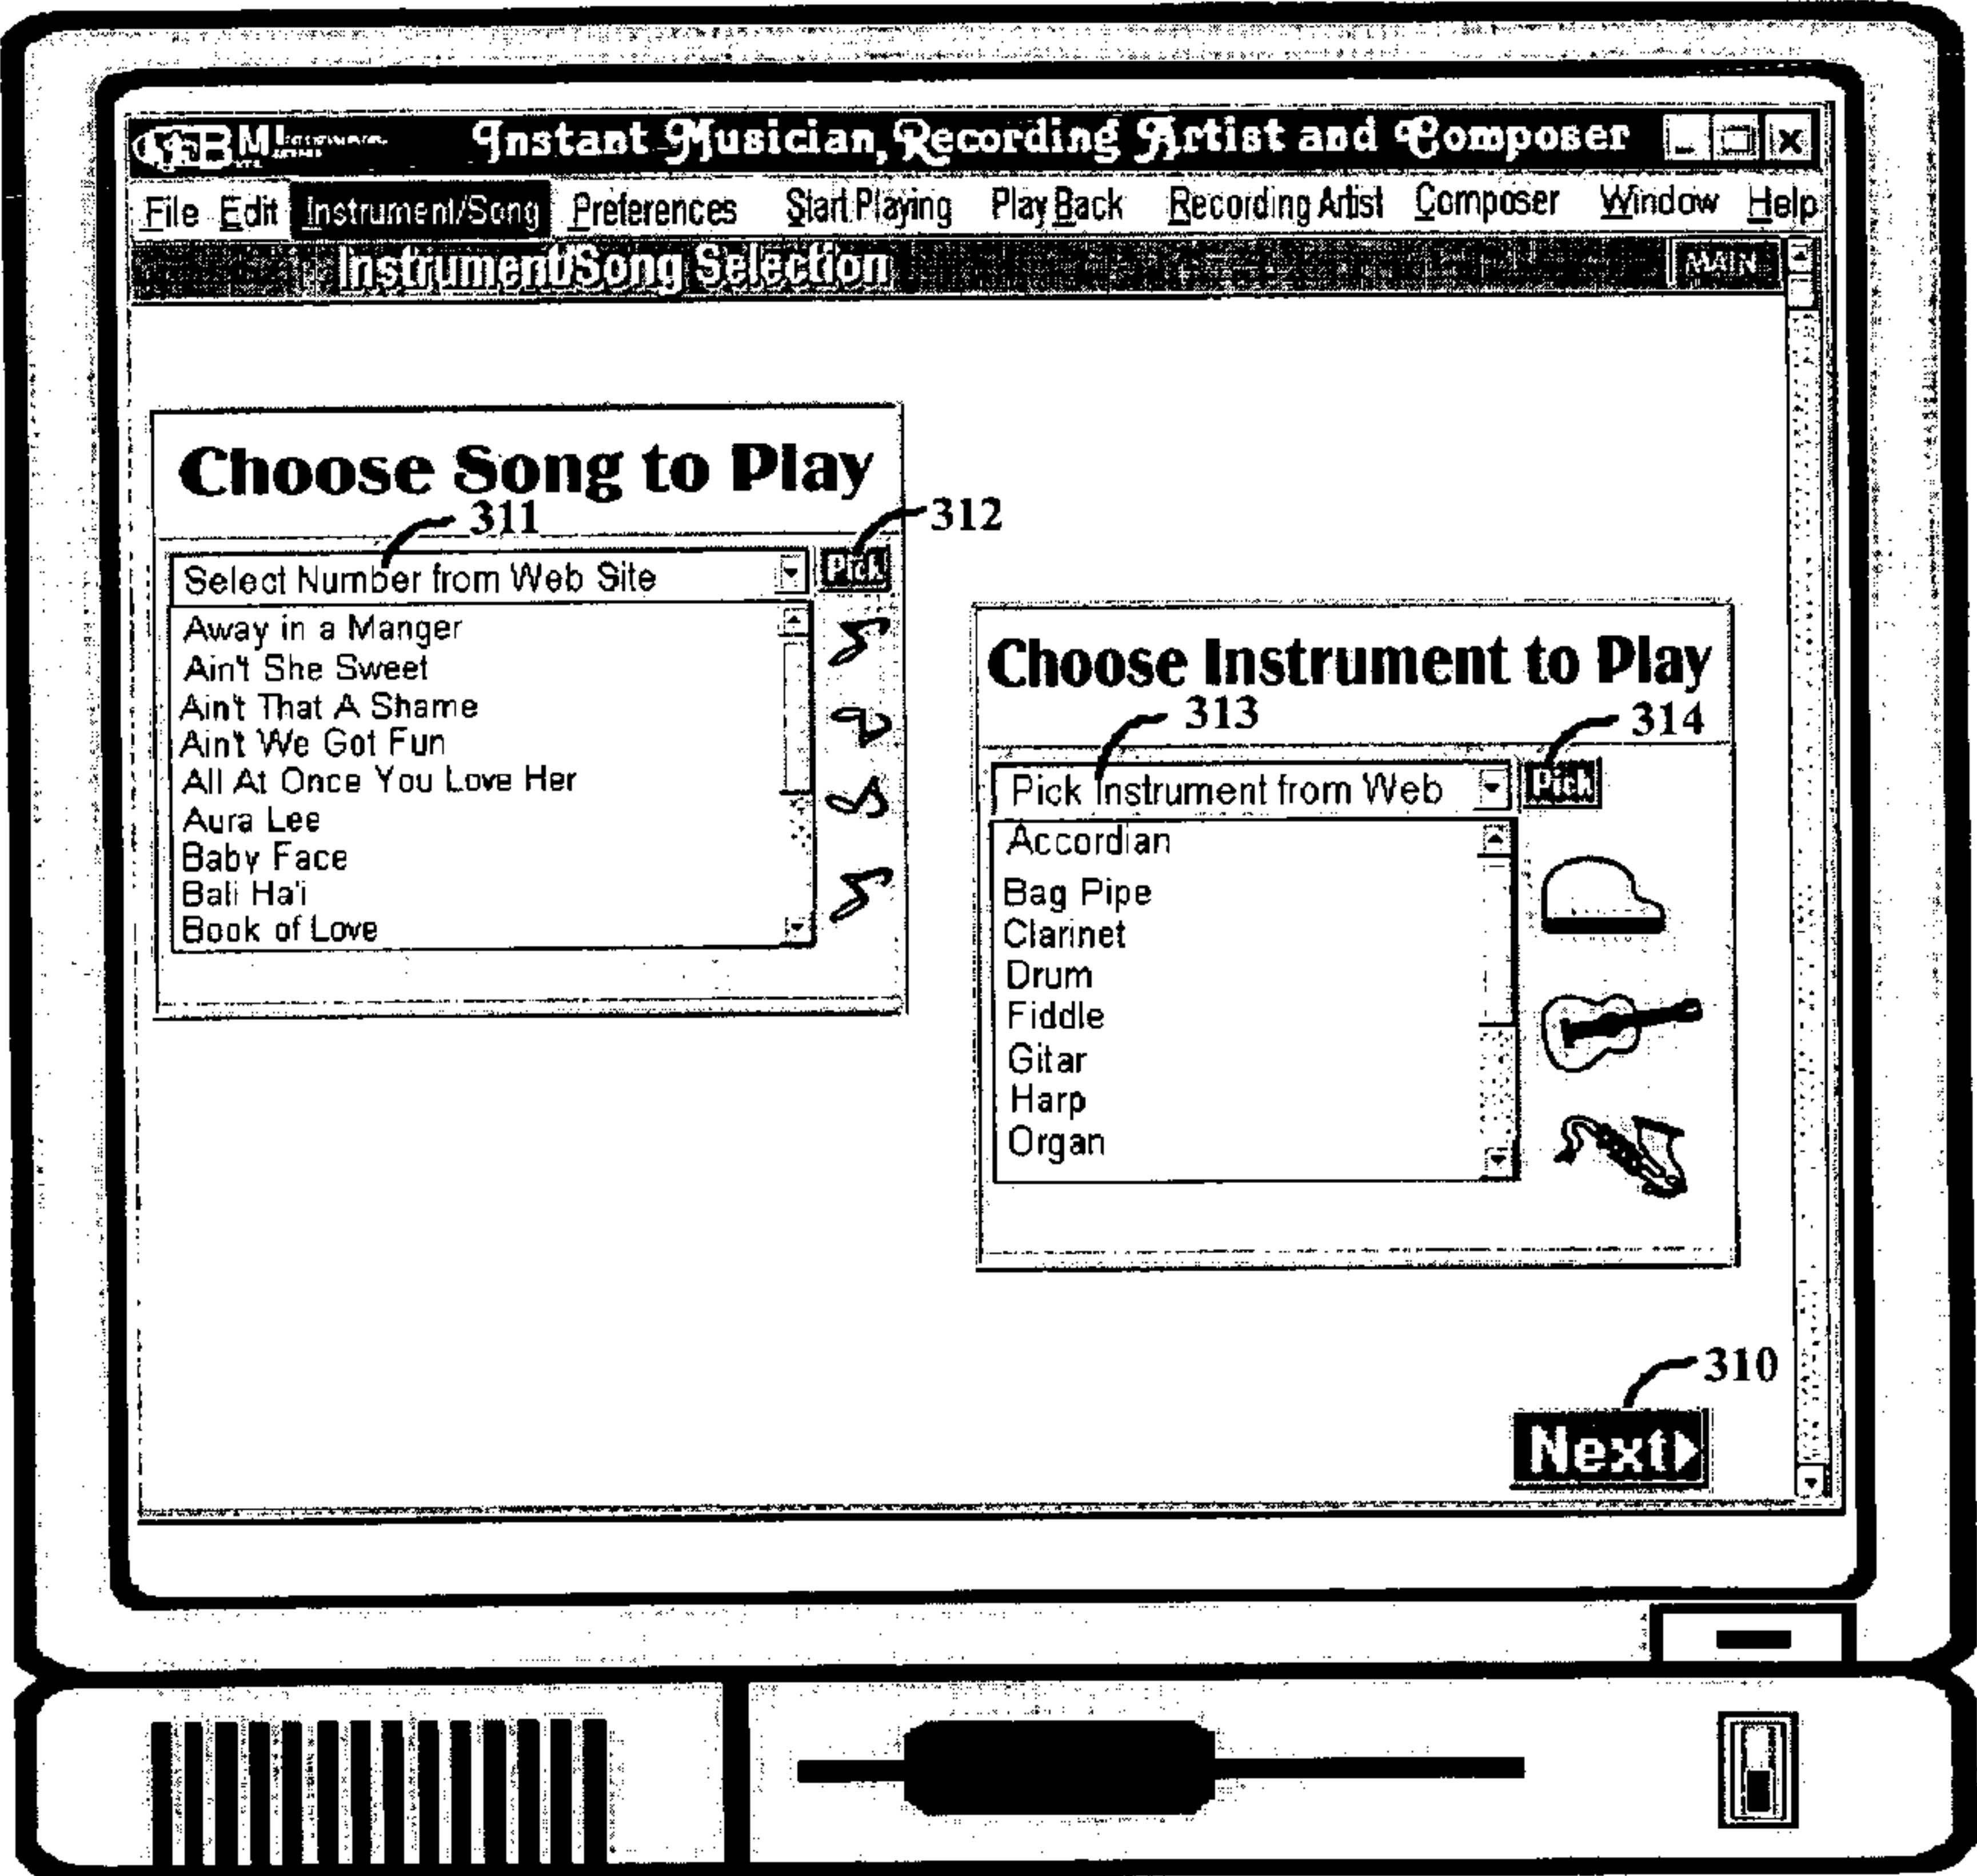 Instant Musician, Recording Artist and Composer
File Edit Instrument/Song Preferences Start Playing Play Back Recording Artist Composer Window Help
Instrument/Song Selection MAIN
Choose Song to Play
311
312
Select Number from Web Site Pick
Away in a Manger
Ain't She Sweet
Ain't That A Shame
Ain't We Got Fun
All At Once You Love Her
Aura Lee
Baby Face
Bali Ha'i
Book of Love
Choose Instrument to Play
313
314
Pick Instrument from Web Pick
Accordian
Bag Pipe
Clarinet
Drum
Fiddle
Gitar
Harp
Organ
310
Next